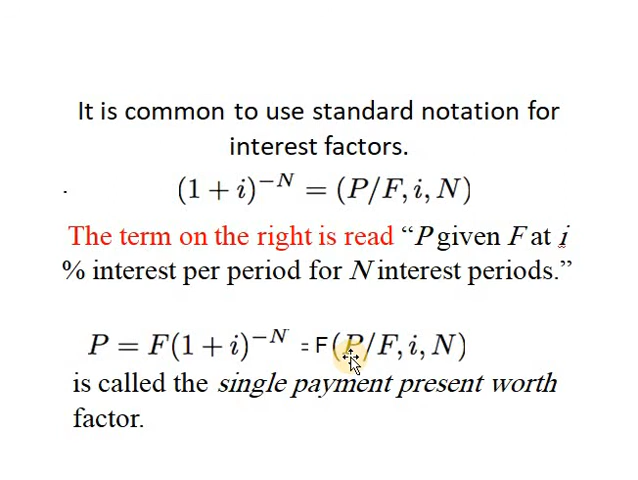 It is common to use standard notation for
interest factors.
. (1 + i)^{−N} = (P/F, i, N)
The term on the right is read “P given F at i
% interest per period for N interest periods.”
P = F(1 + i)^{−N} = F(P/F, i, N)
is called the single payment present worth
factor.